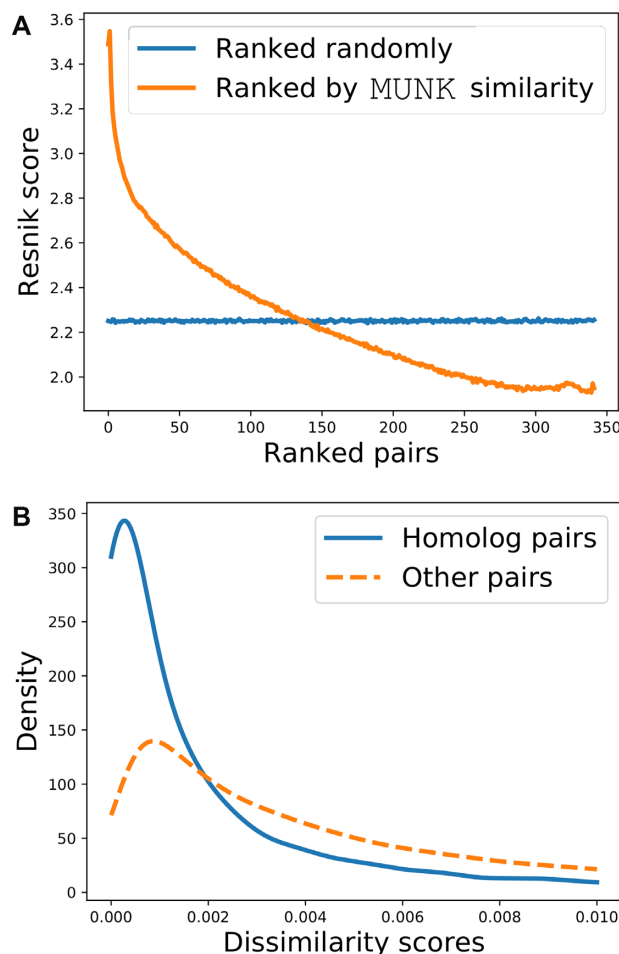 A
Ranked randomly
Ranked by MUNK similarity
Resnik score
3.6
3.4
3.2
3.0
2.8
2.6
2.4
2.2
2.0
0 50 100 150 200 250 300 350
Ranked pairs
B
Homolog pairs
Other pairs
Density
350
300
250
200
150
100
50
0
0.000 0.002 0.004 0.006 0.008 0.010
Dissimilarity scores